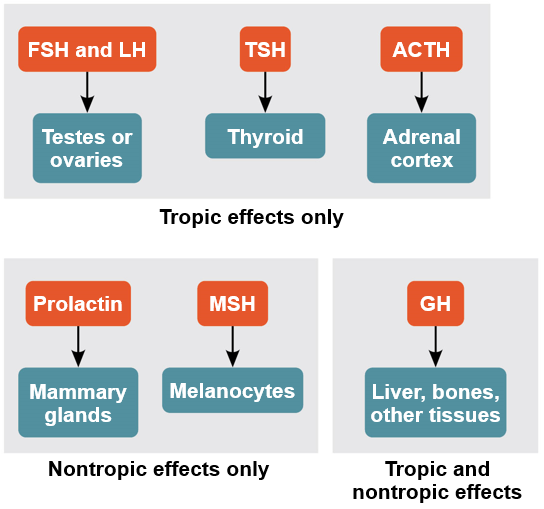 FSH and LH
TSH
ACTH
Testes or
ovaries
Thyroid
Adrenal
cortex
Tropic effects only
Prolactin
MSH
GH
Mammary
glands
Melanocytes
Liver, bones,
other tissues
Nontropic effects only
Tropic and
nontropic effects